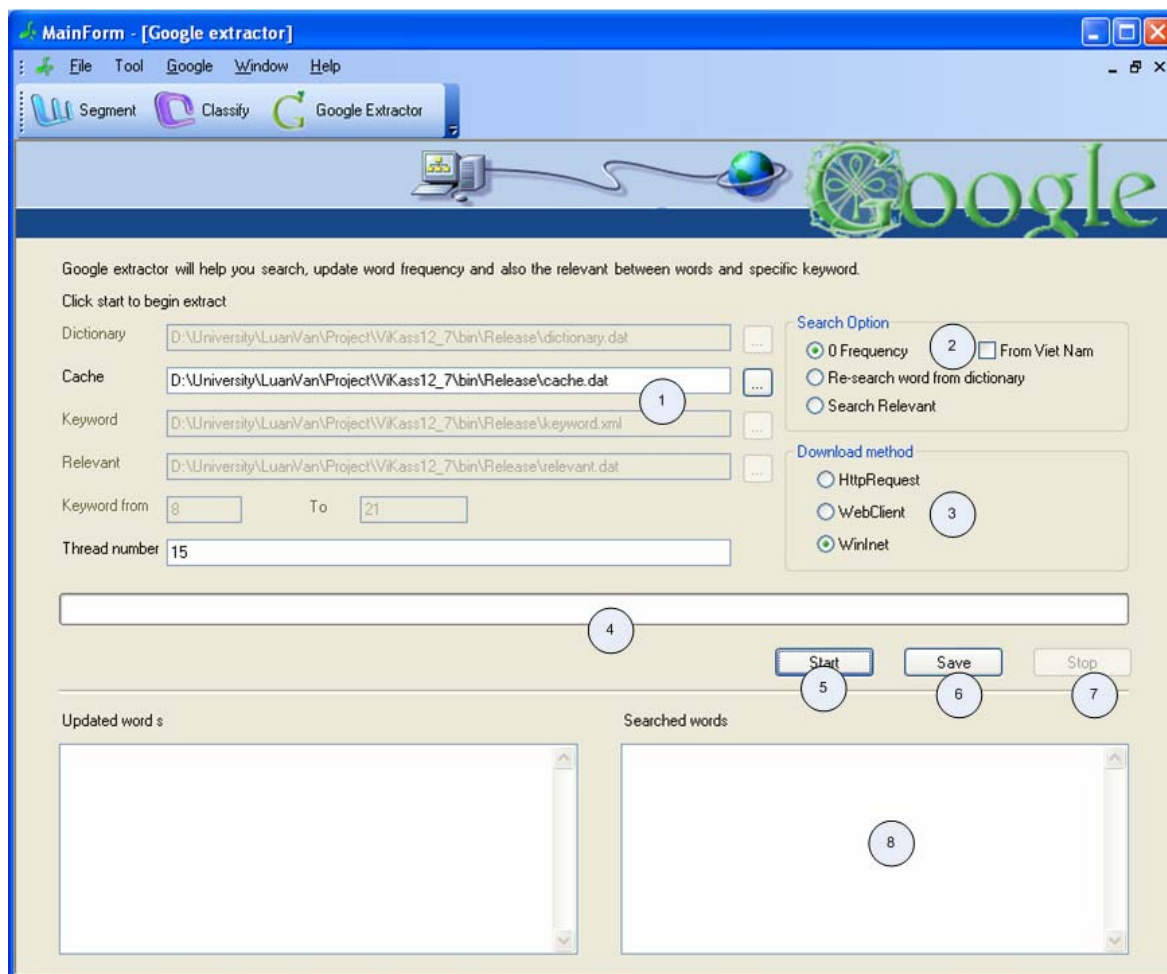 MainForm - [Google extractor]
File Tool Google Window Help
Segment Classify Google Extractor
Google
Google extractor will help you search, update word frequency and also the relevant between words and specific keyword.
Click start to begin extract
Dictionary D:\University\LuanVan\Project\ViKass12_7\bin\Release\dictionary.dat ...
Cache D:\University\LuanVan\Project\ViKass12_7\bin\Release\cache.dat ...
1
Keyword D:\University\LuanVan\Project\ViKass12_7\bin\Release\keyword.xml ...
Relevant D:\University\LuanVan\Project\ViKass12_7\bin\Release\relevant.dat ...
Keyword from 8 To 21
Thread number 15
Search Option
0 Frequency 2 From Viet Nam
Re-search word from dictionary
Search Relevant
Download method
HttpRequest
WebClient 3
WinInet
4
Start Save Stop
5 6 7
Updated word s Searched words
8